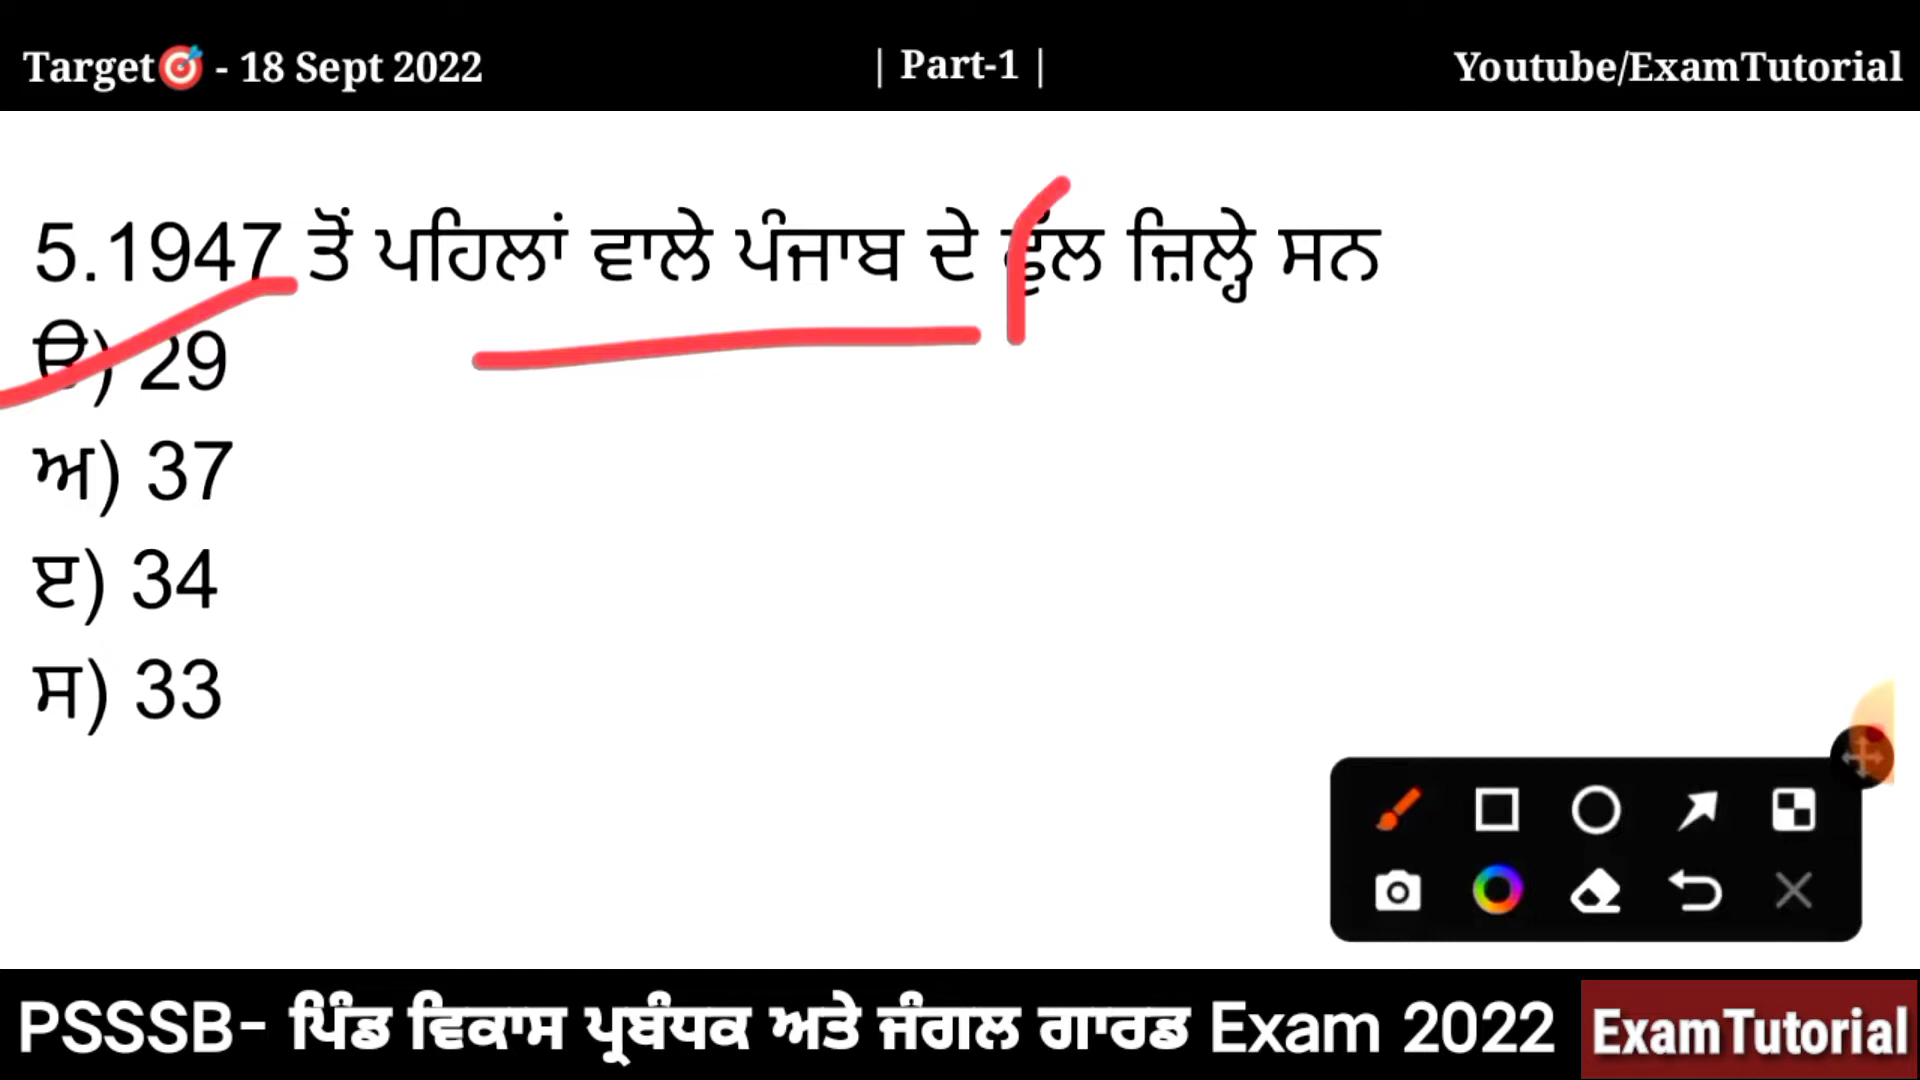 Target🎯 - 18 Sept 2022
| Part-1 |
Youtube/ExamTutorial
5.1947 ਤੋਂ ਪਹਿਲਾਂ ਵਾਲੇ ਪੰਜਾਬ ਦੇ ਕੁੱਲ ਜ਼ਿਲ੍ਹੇ ਸਨ
ੳ) 29
ਅ) 37
ੲ) 34
ਸ) 33
PSSSB- ਪਿੰਡ ਵਿਕਾਸ ਪ੍ਰਬੰਧਕ ਅਤੇ ਜੰਗਲ ਗਾਰਡ Exam 2022
ExamTutorial